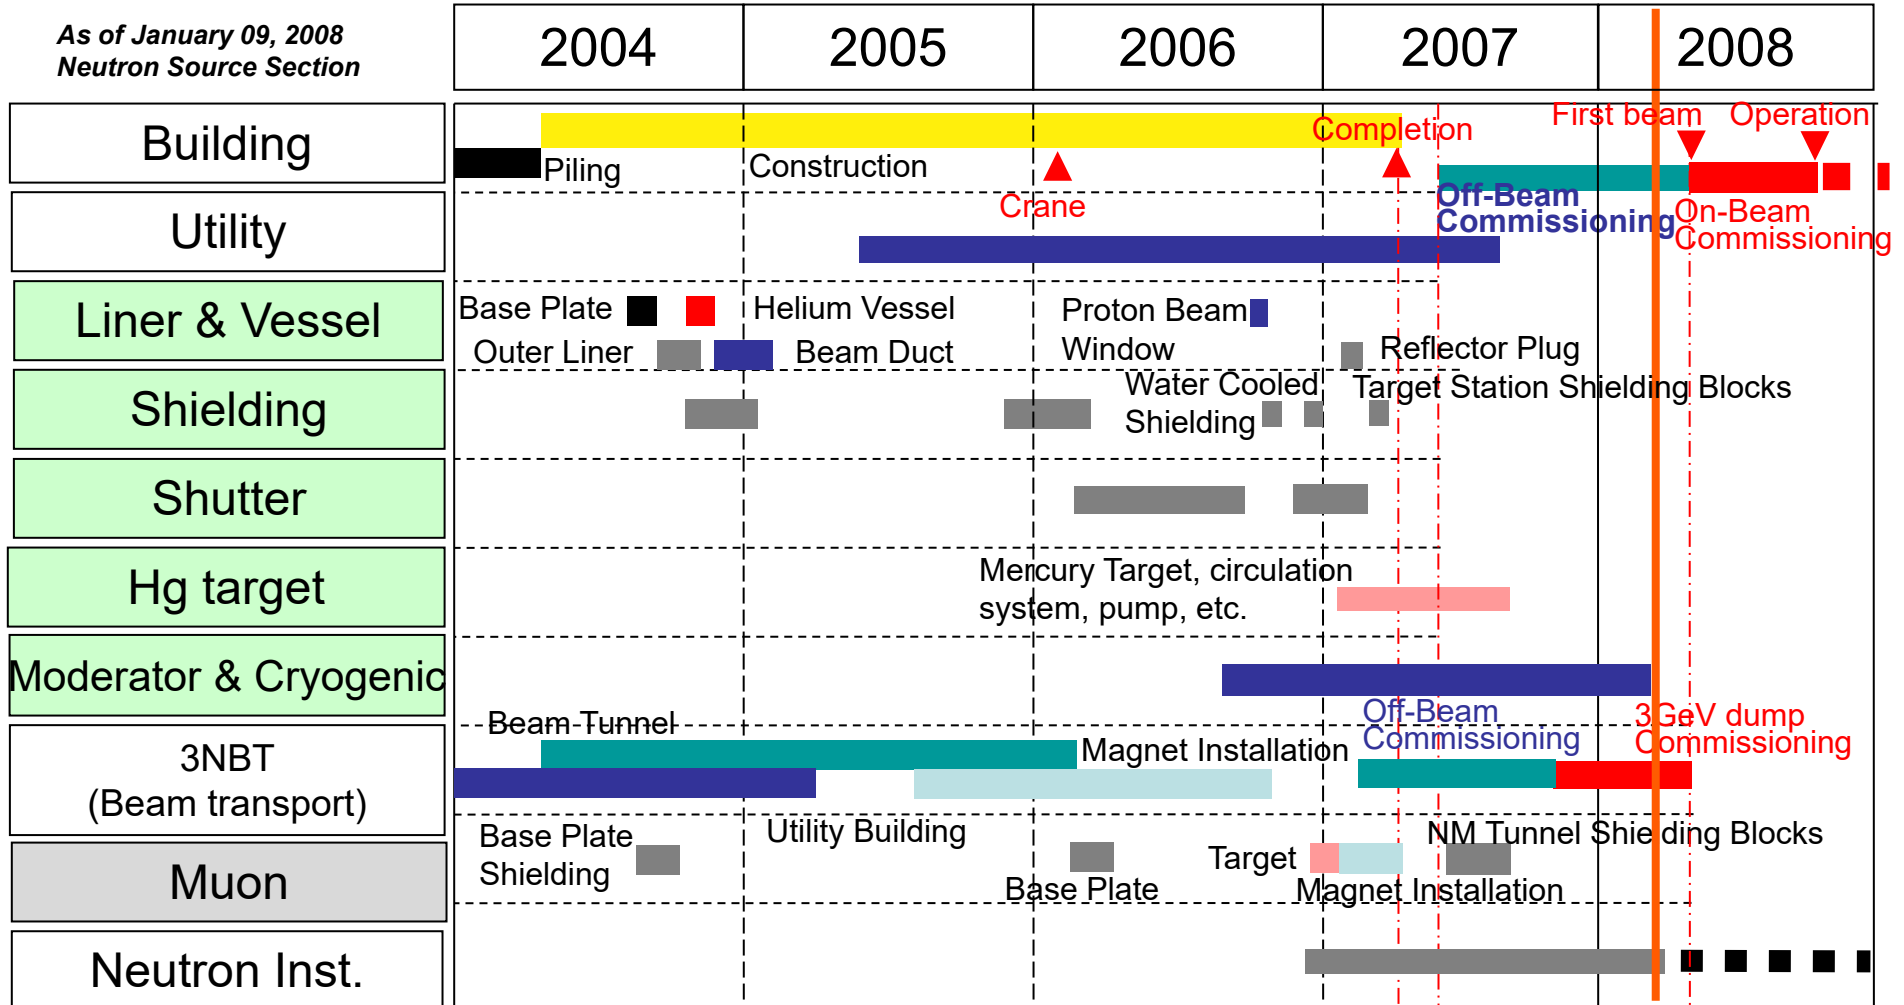 As of January 09, 2008
Neutron Source Section
2004
2005
2006
2007
2008
Building
Piling
Construction
Crane
Completion
First beam
Operation
Off-Beam
Commissioning
On-Beam
Commissioning
Utility
Liner & Vessel
Base Plate
Helium Vessel
Proton Beam
Window
Outer Liner
Beam Duct
Reflector Plug
Shielding
Water Cooled
Shielding
Target Station Shielding Blocks
Shutter
Hg target
Mercury Target, circulation
system, pump, etc.
Moderator & Cryogenic
3NBT
(Beam transport)
Beam Tunnel
Magnet Installation
Off-Beam
Commissioning
3GeV dump
Commissioning
Utility Building
Muon
Base Plate
Shielding
Base Plate
Target
Magnet Installation
NM Tunnel Shielding Blocks
Neutron Inst.